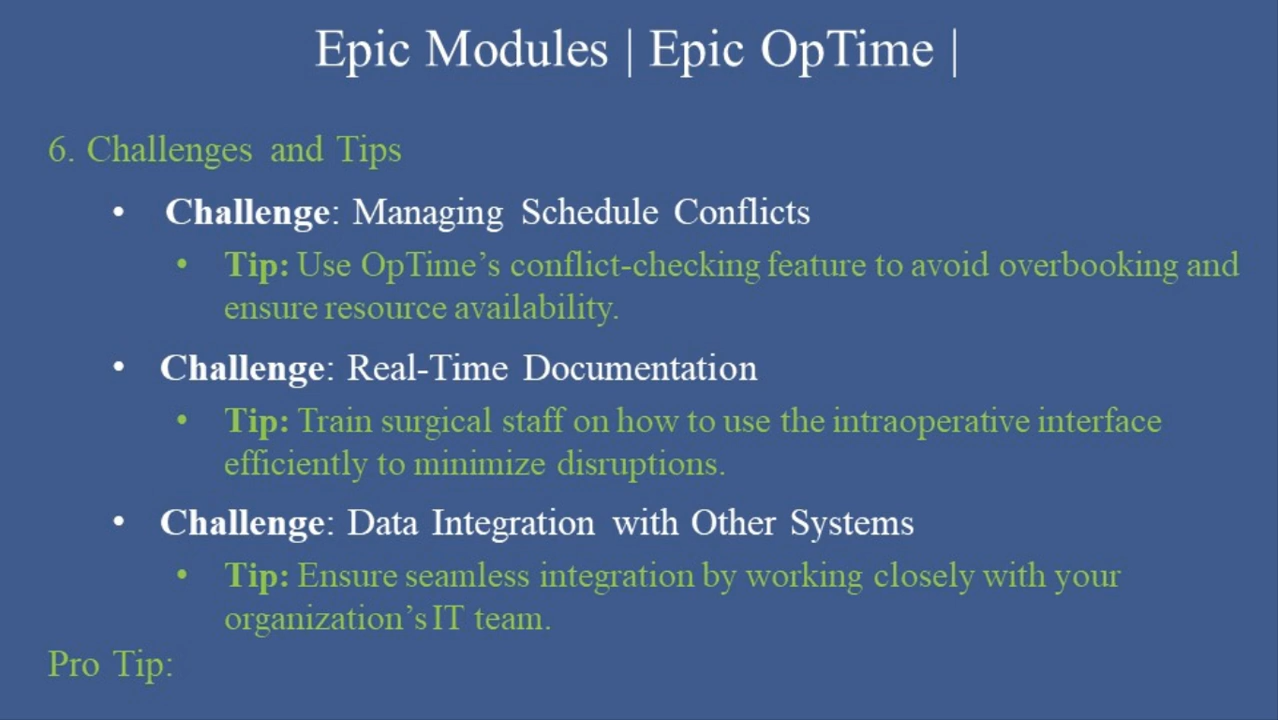 Epic Modules | Epic OpTime |
6. Challenges and Tips
• Challenge: Managing Schedule Conflicts
• Tip: Use OpTime’s conflict-checking feature to avoid overbooking and
ensure resource availability.
• Challenge: Real-Time Documentation
• Tip: Train surgical staff on how to use the intraoperative interface
efficiently to minimize disruptions.
• Challenge: Data Integration with Other Systems
• Tip: Ensure seamless integration by working closely with your
organization’s IT team.
Pro Tip: